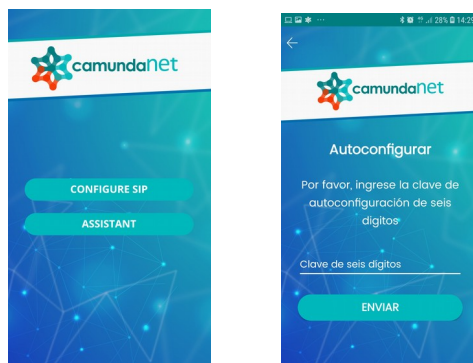 camundanet
CONFIGURE SIP
ASSISTANT
28% 14:29
camundanet
Autoconfigurar
Por favor, ingrese la clave de
autoconfiguración de seis
dígitos
Clave de seis dígitos
ENVIAR